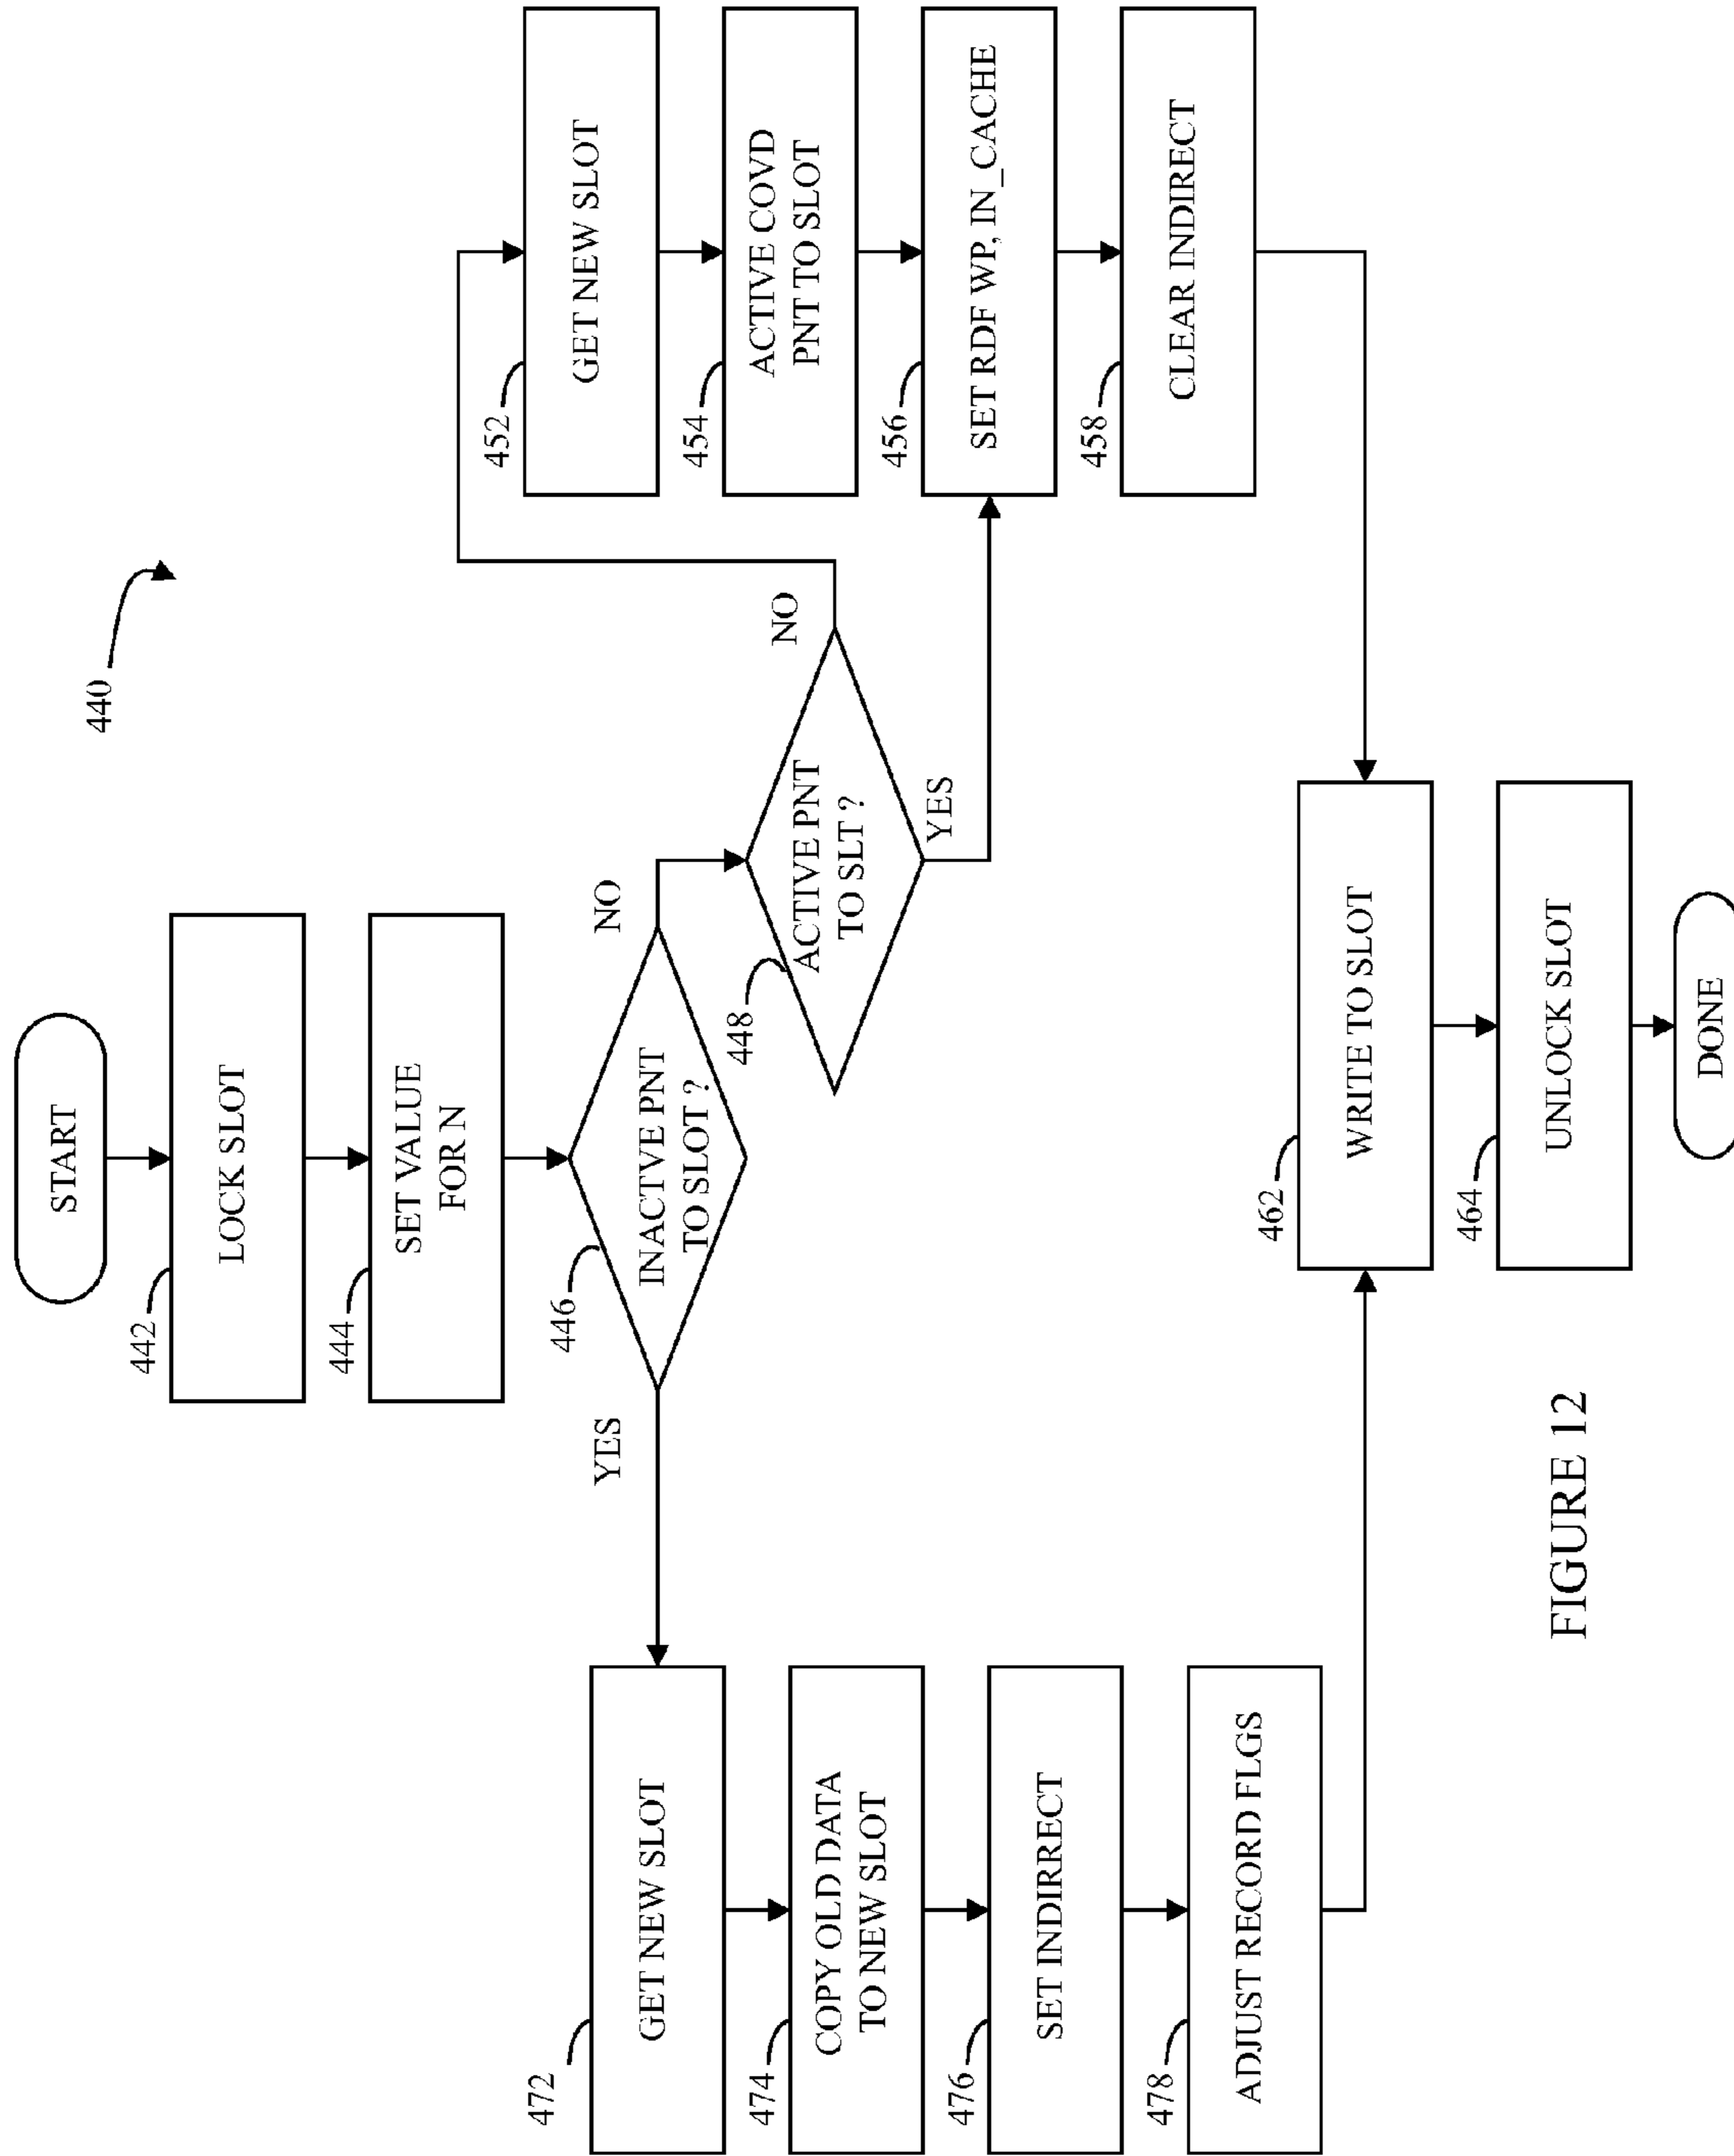 440
START
442
LOCK SLOT
444
SET VALUE
FOR N
446
INACTVE PNT
TO SLOT ?
YES
NO
448
ACTIVE PNT
TO SLT ?
NO
YES
452
GET NEW SLOT
454
ACTIVE COVD
PNT TO SLOT
456
SET RDF WP, IN_CACHE
458
CLEAR INDIRECT
472
GET NEW SLOT
474
COPY OLD DATA
TO NEW SLOT
476
SET INDIRRECT
478
ADJUST RECORD FLGS
462
WRITE TO SLOT
464
UNLOCK SLOT
DONE
FIGURE 12